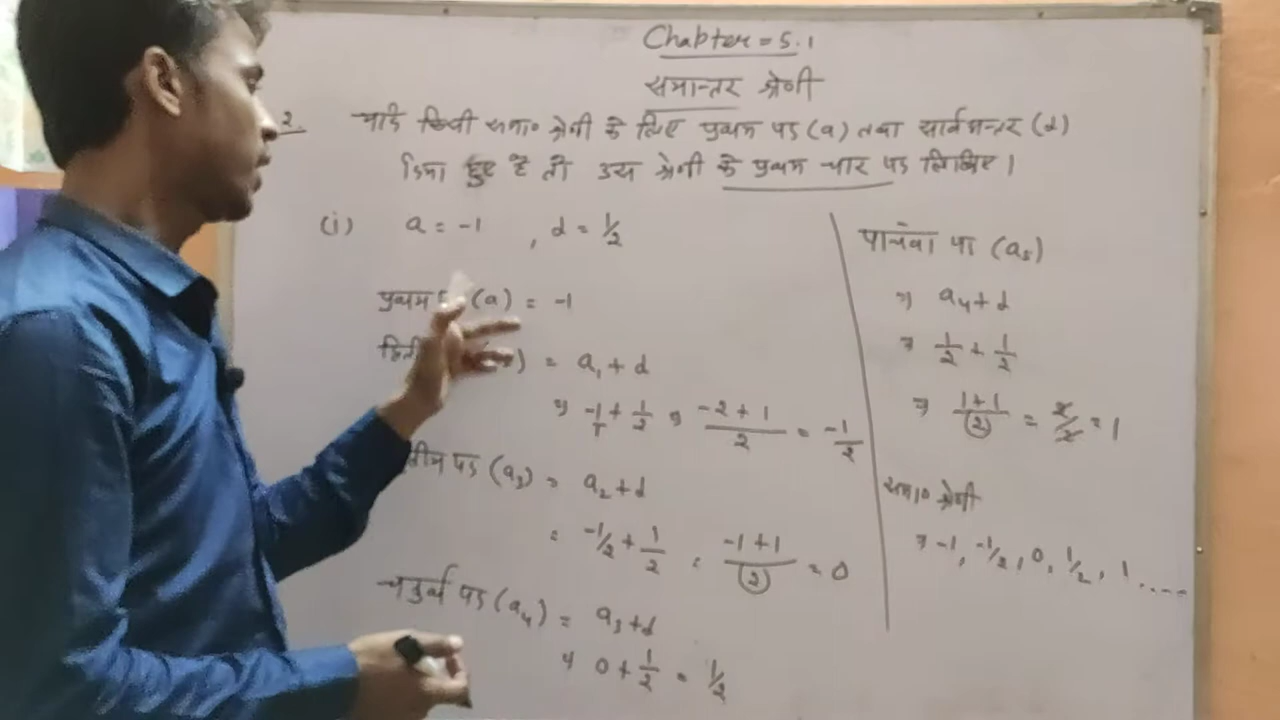 Chapter = 5.1
समान्तर श्रेणी
2. यदि किसी समा० श्रेणी के लिए प्रथम पद (a) तथा सार्वअन्तर (d)
दिया हुए है तो उस श्रेणी के प्रथम चार पद लिखिए।
(i) a = -1 , d = 1/2
प्रथम (a) = -1
= a₁ + d
⇒ -1/1 + 1/2 ⇒ (-2+1)/2 = -1/2
पद (a₃) = a₂+d
= -1/2 + 1/2 = (-1+1)/2 = 0
चतुर्थ पद (a₄) = a₃+d
⇒ 0 + 1/2 = 1/2
पाचंवा पद (a₅)
⇒ a₄+d
⇒ 1/2 + 1/2
⇒ (1+1)/2 = 2/2 = 1
समा० श्रेणी
⇒ -1, -1/2, 0, 1/2, 1 ....